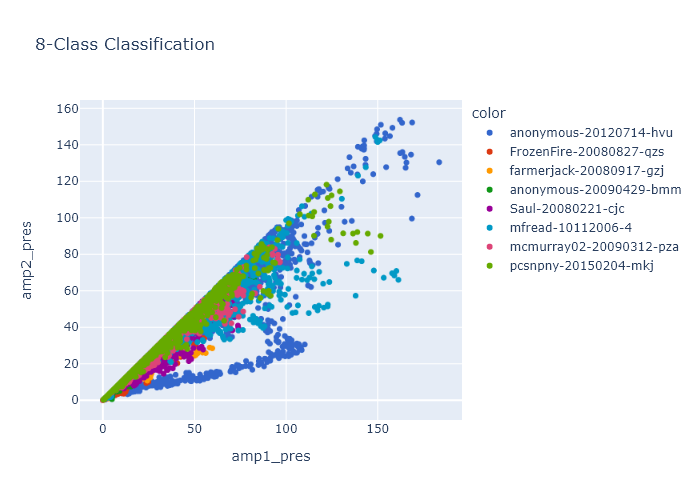 8-Class Classification
color
anonymous-20120714-hvu
FrozenFire-20080827-qzs
farmerjack-20080917-gzj
anonymous-20090429-bmm
Saul-20080221-cjc
mfread-10112006-4
mcmurray02-20090312-pza
pcsnpny-20150204-mkj
amp2_pres
160
140
120
100
80
60
40
20
0
0
50
100
150
amp1_pres